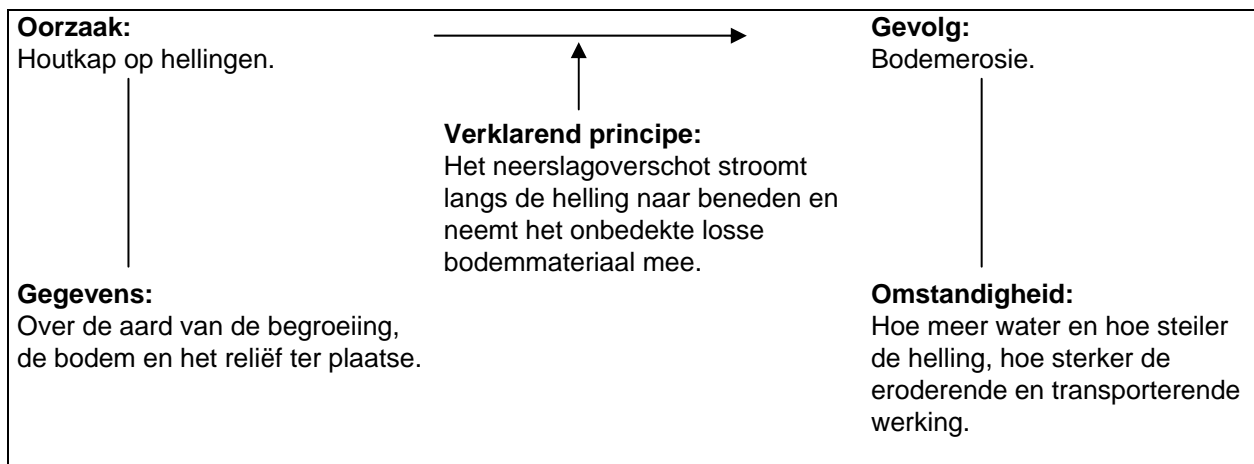 Oorzaak:
Houtkap op hellingen.
Gevolg:
Bodemerosie.
Verklarend principe:
Het neerslagoverschot stroomt
langs de helling naar beneden en
neemt het onbedekte losse
bodemmateriaal mee.
Gegevens:
Over de aard van de begroeiing,
de bodem en het reliëf ter plaatse.
Omstandigheid:
Hoe meer water en hoe steiler
de helling, hoe sterker de
eroderende en transporterende
werking.